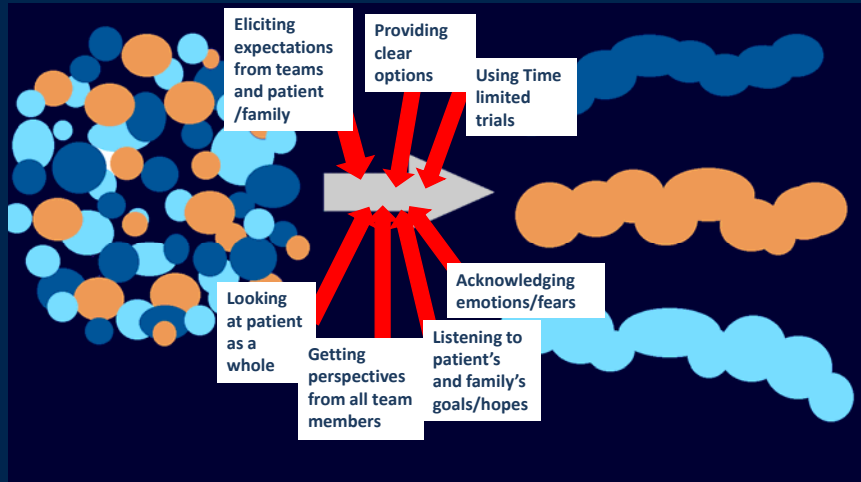 Eliciting
expectations
from teams
and patient
/family
Providing
clear
options
Using Time
limited
trials
Looking
at patient
as a
whole
Getting
perspectives
from all team
members
Listening to
patient’s
and family’s
goals/hopes
Acknowledging
emotions/fears